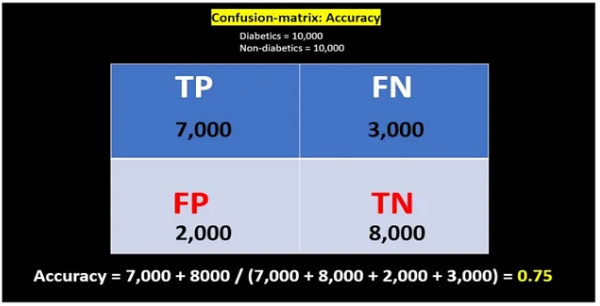 Confusion-matrix: Accuracy
Diabetics = 10,000
Non-diabetics = 10,000
TP FN
7,000 3,000
FP TN
2,000 8,000
Accuracy = 7,000 + 8000 / (7,000 + 8,000 + 2,000 + 3,000) = 0.75